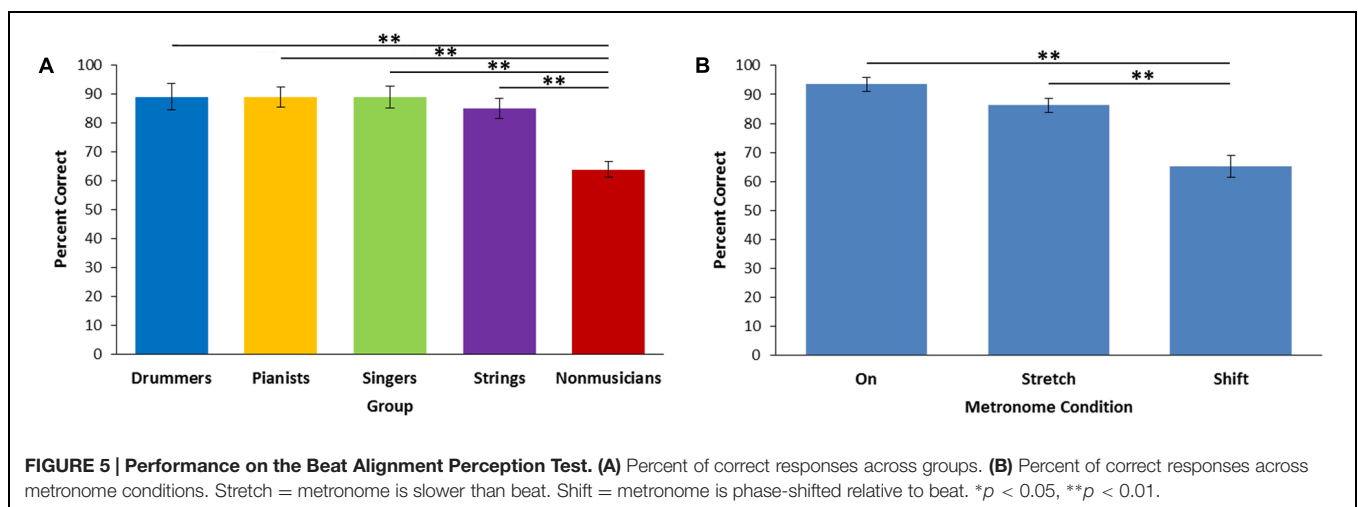 **
**
**
**
A
100
90
80
70
60
50
40
30
20
10
0
Percent Correct
Drummers Pianists Singers Strings Nonmusicians
Group
**
**
B
100
90
80
70
60
50
40
30
20
10
0
Percent Correct
On Stretch Shift
Metronome Condition
FIGURE 5 | Performance on the Beat Alignment Perception Test. (A) Percent of correct responses across groups. (B) Percent of correct responses across
metronome conditions. Stretch = metronome is slower than beat. Shift = metronome is phase-shifted relative to beat. *p < 0.05, **p < 0.01.